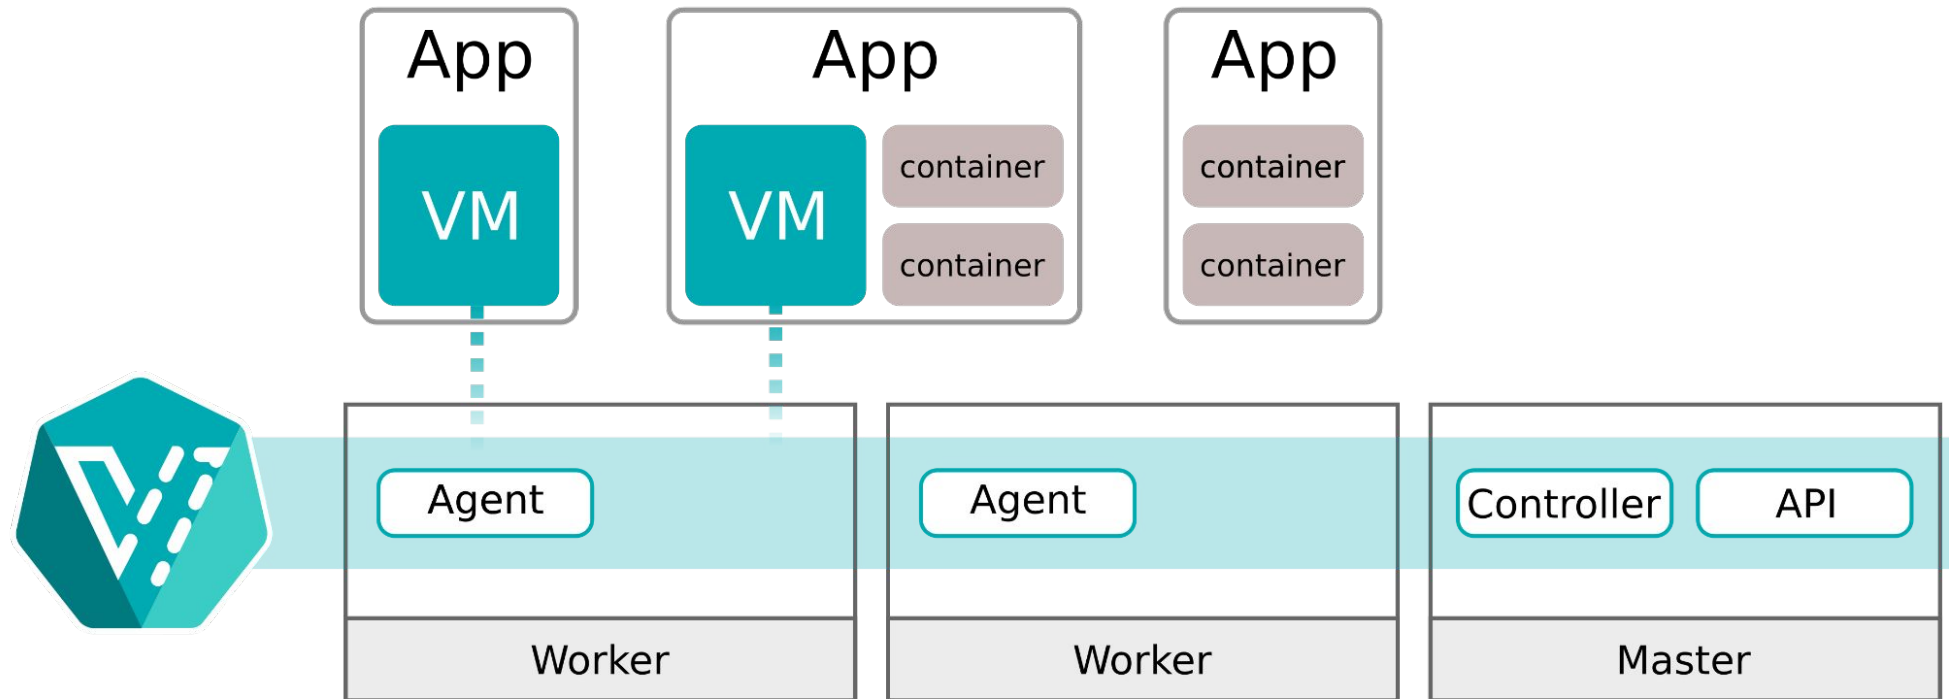 App
VM
App
VM
container
container
App
container
container
Agent
Agent
Controller
API
Worker
Worker
Master